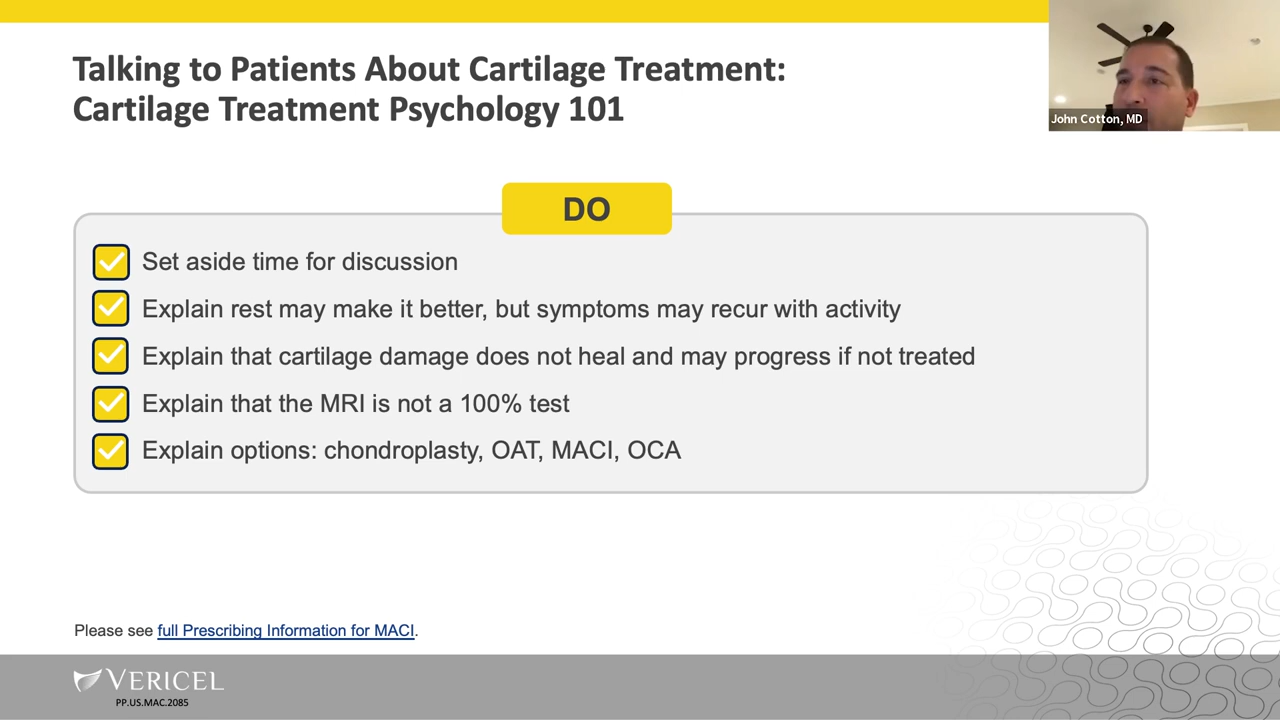 Talking to Patients About Cartilage Treatment:
Cartilage Treatment Psychology 101
John Cotton, MD
DO
Set aside time for discussion
Explain rest may make it better, but symptoms may recur with activity
Explain that cartilage damage does not heal and may progress if not treated
Explain that the MRI is not a 100% test
Explain options: chondroplasty, OAT, MACI, OCA
Please see full Prescribing Information for MACI.
VERICEL
PP.US.MAC.2085